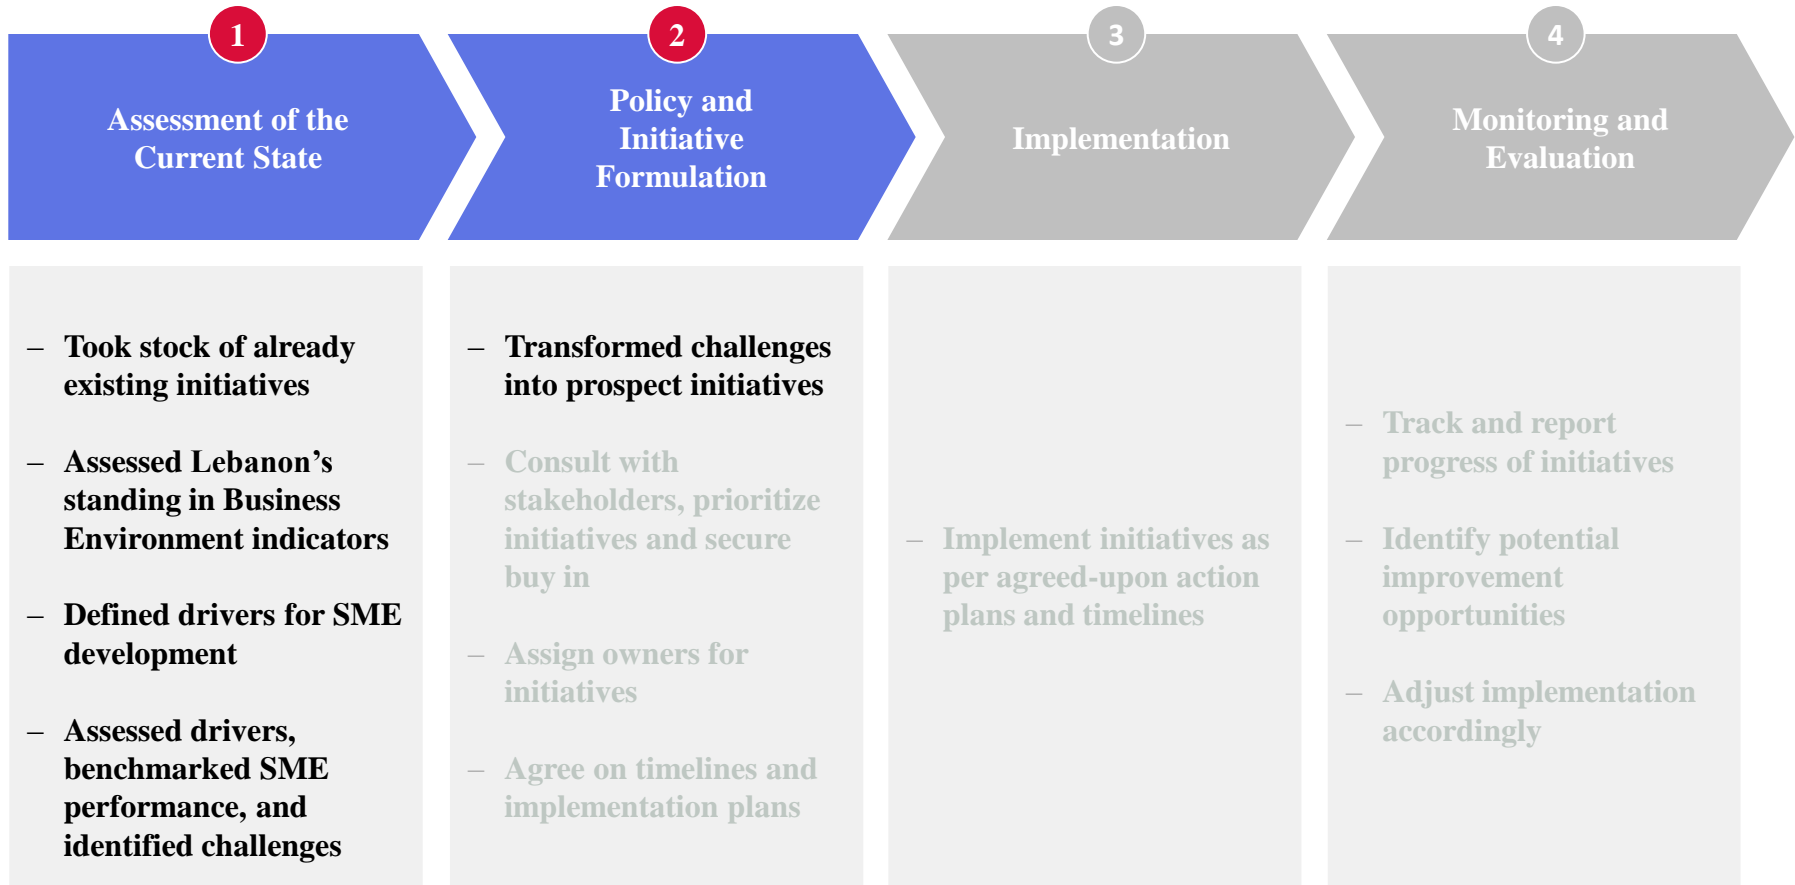 1
Assessment of the
Current State
2
Policy and
Initiative
Formulation
3
Implementation
4
Monitoring and
Evaluation
– Took stock of already
existing initiatives
– Assessed Lebanon’s
standing in Business
Environment indicators
– Defined drivers for SME
development
– Assessed drivers,
benchmarked SME
performance, and
identified challenges
– Transformed challenges
into prospect initiatives
– Consult with
stakeholders, prioritize
initiatives and secure
buy in
– Assign owners for
initiatives
– Agree on timelines and
implementation plans
– Implement initiatives as
per agreed-upon action
plans and timelines
– Track and report
progress of initiatives
– Identify potential
improvement
opportunities
– Adjust implementation
accordingly